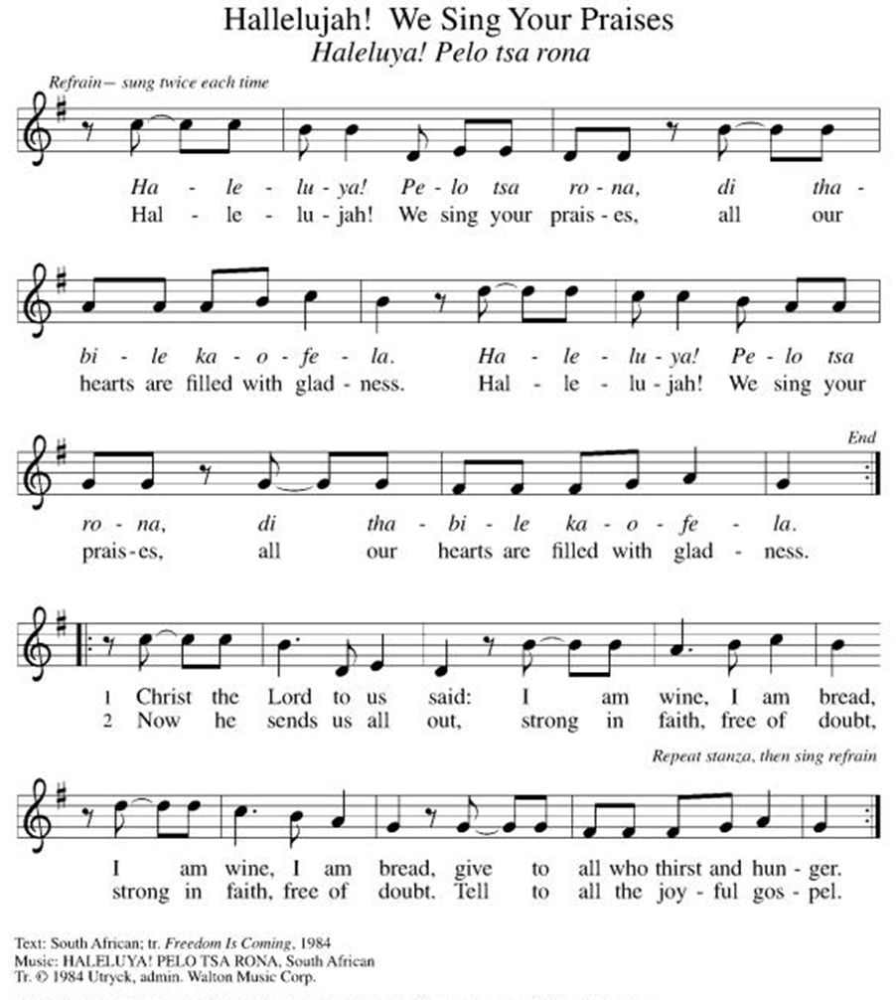 Hallelujah! We Sing Your Praises
Haleluya! Pelo tsa rona
Refrain— sung twice each time
Ha - le - lu - ya! Pe - lo tsa ro - na, di tha -
Hal - le - lu - jah! We sing your prais - es, all our
bi - le ka - o - fe - la. Ha - le - lu - ya! Pe - lo tsa
hearts are filled with glad - ness. Hal - le - lu - jah! We sing your
End
ro - na, di tha - bi - le ka - o - fe - la.
prais - es, all our hearts are filled with glad - ness.
1 Christ the Lord to us said: I am wine, I am bread,
2 Now he sends us all out, strong in faith, free of doubt,
Repeat stanza, then sing refrain
I am wine, I am bread, give to all who thirst and hun - ger.
strong in faith, free of doubt. Tell to all the joy - ful gos - pel.
Text: South African; tr. Freedom Is Coming, 1984
Music: HALELUYA! PELO TSA RONA, South African
Tr. © 1984 Utryck, admin. Walton Music Corp.